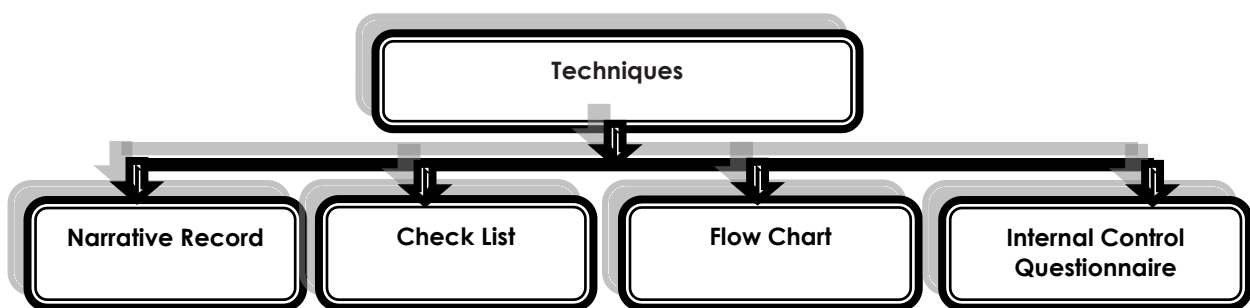 Techniques
Narrative Record
Check List
Flow Chart
Internal Control
Questionnaire